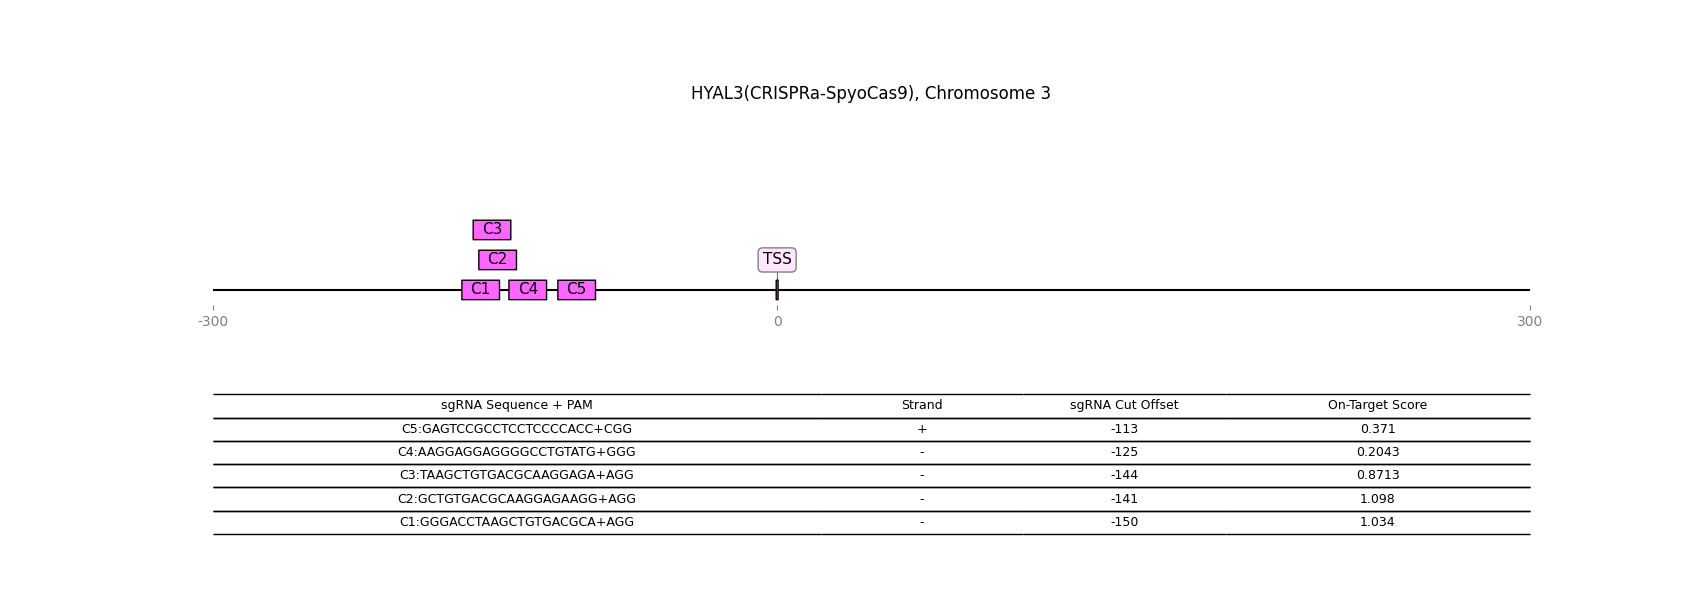 HYAL3(CRISPRa-SpyoCas9), Chromosome 3
C3
C2
TSS
C1 C4 C5
-300 0 300
sgRNA Sequence + PAM Strand sgRNA Cut Offset On-Target Score
C5:GAGTCCGCCTCCTCCCCACC+CGG + -113 0.371
C4:AAGGAGGAGGGGCCTGTATG+GGG - -125 0.2043
C3:TAAGCTGTGACGCAAGGAGA+AGG - -144 0.8713
C2:GCTGTGACGCAAGGAGAAGG+AGG - -141 1.098
C1:GGGACCTAAGCTGTGACGCA+AGG - -150 1.034